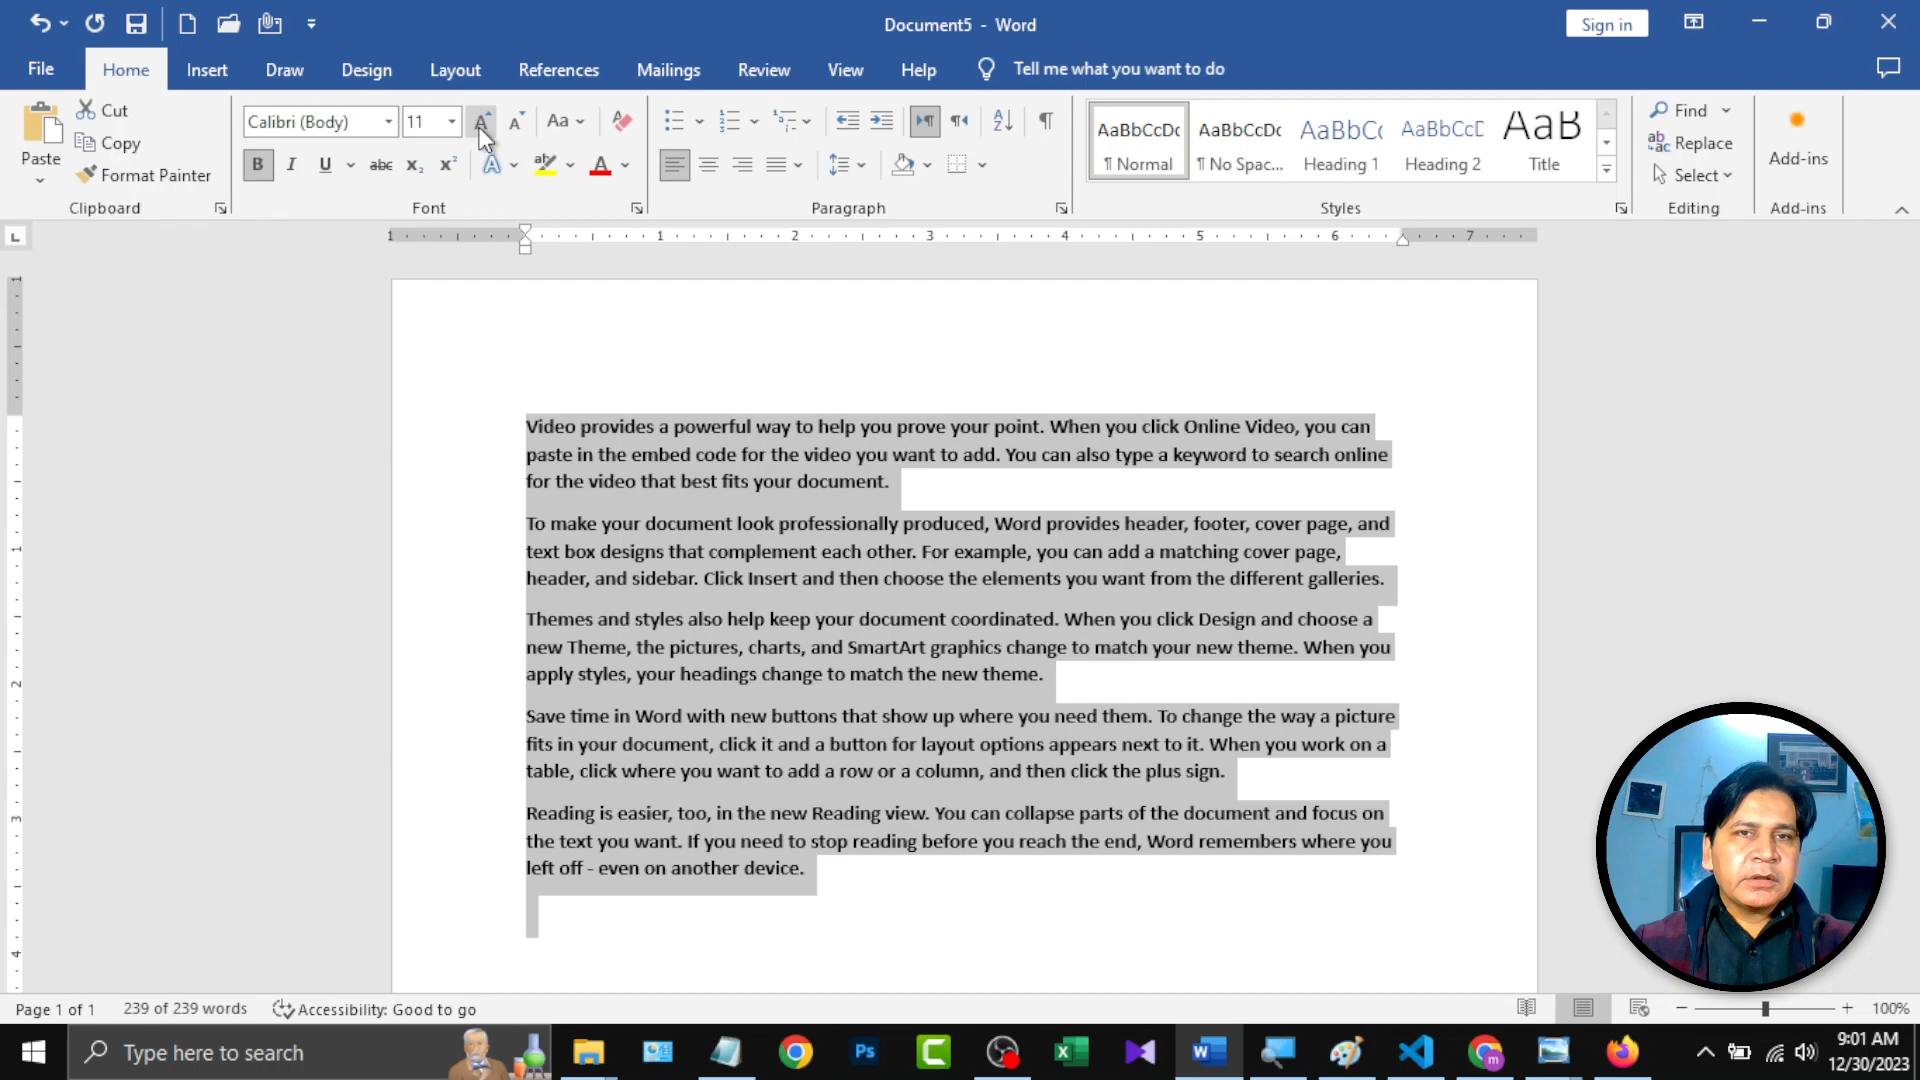 Document5 - Word
Sign in
File Home Insert Draw Design Layout References Mailings Review View Help Tell me what you want to do
Paste
Cut
Copy
Format Painter
Clipboard
Calibri (Body) 11
Font
Paragraph
AaBbCcDc AaBbCcDc AaBbC( AaBbCcD AaB
¶ Normal ¶ No Spac... Heading 1 Heading 2 Title
Styles
Find
Replace
Select
Editing
Add-ins
Add-ins
1 1 2 3 4 5 6 7
Video provides a powerful way to help you prove your point. When you click Online Video, you can
paste in the embed code for the video you want to add. You can also type a keyword to search online
for the video that best fits your document.
To make your document look professionally produced, Word provides header, footer, cover page, and
text box designs that complement each other. For example, you can add a matching cover page,
header, and sidebar. Click Insert and then choose the elements you want from the different galleries.
Themes and styles also help keep your document coordinated. When you click Design and choose a
new Theme, the pictures, charts, and SmartArt graphics change to match your new theme. When you
apply styles, your headings change to match the new theme.
Save time in Word with new buttons that show up where you need them. To change the way a picture
fits in your document, click it and a button for layout options appears next to it. When you work on a
table, click where you want to add a row or a column, and then click the plus sign.
Reading is easier, too, in the new Reading view. You can collapse parts of the document and focus on
the text you want. If you need to stop reading before you reach the end, Word remembers where you
left off - even on another device.
Page 1 of 1 239 of 239 words Accessibility: Good to go 100%
Type here to search
9:01 AM
12/30/2023